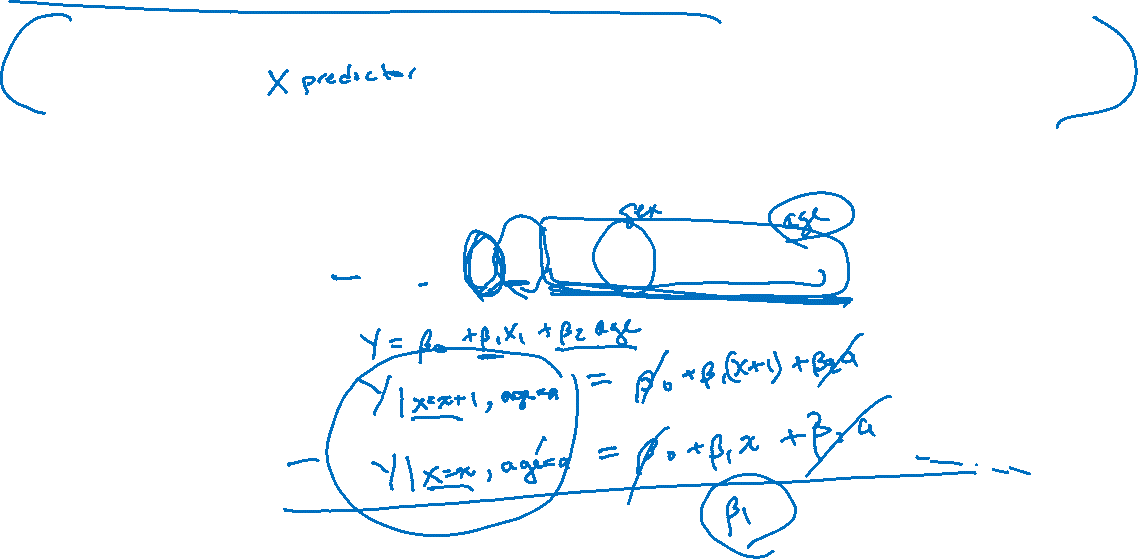 X predictor
sex age
Y = β₀ + β₁X₁ + β₂ age
Y | X=x+1, age=a = β₀ + β₁(x+1) + β₂a
- Y | X=x, age=a = β₀ + β₁x + β₂a
β₁